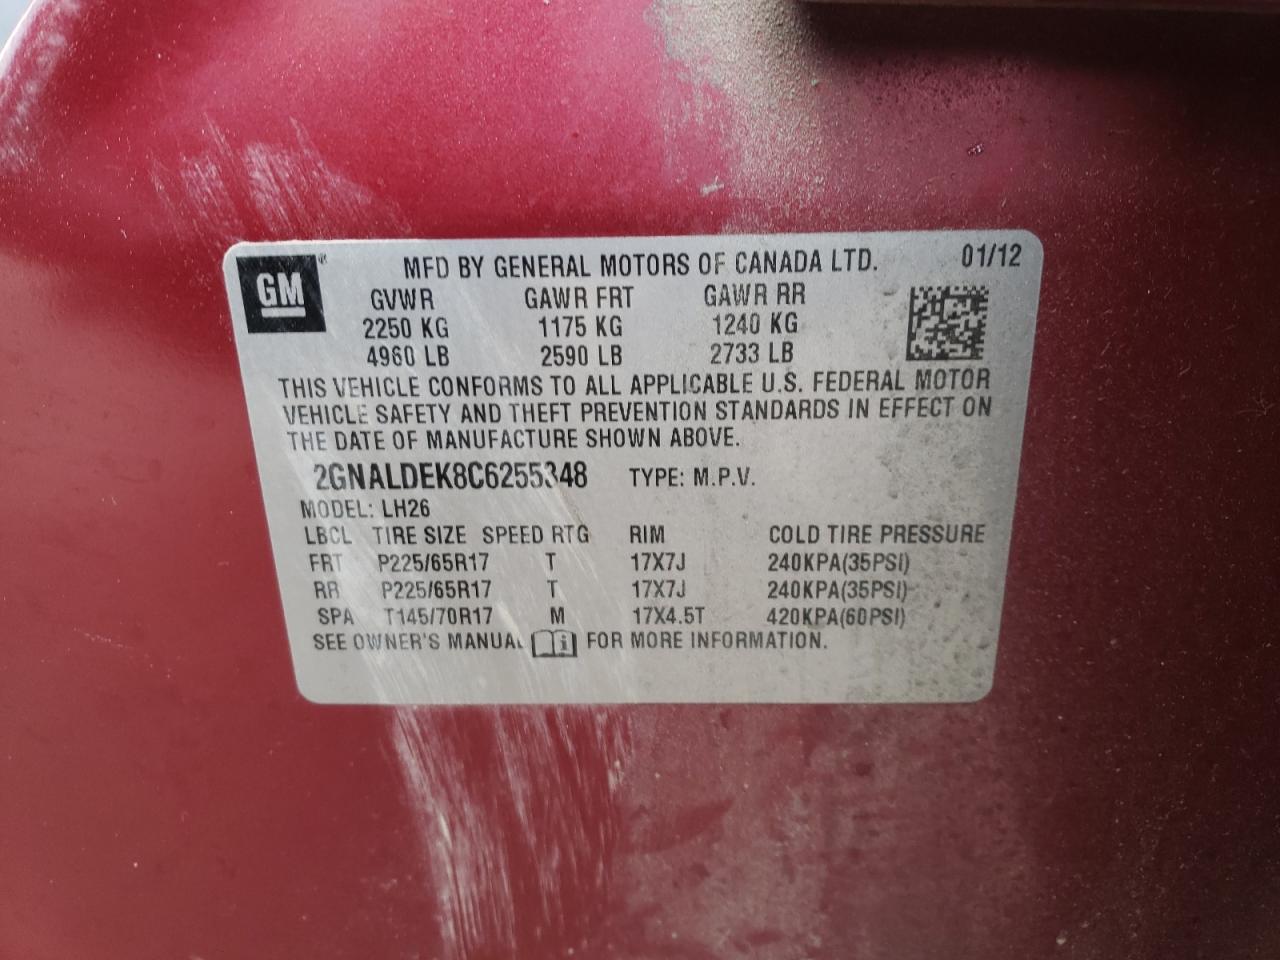 GM® MFD BY GENERAL MOTORS OF CANADA LTD. 01/12
GVWR GAWR FRT GAWR RR
2250 KG 1175 KG 1240 KG
4960 LB 2590 LB 2733 LB
THIS VEHICLE CONFORMS TO ALL APPLICABLE U.S. FEDERAL MOTOR
VEHICLE SAFETY AND THEFT PREVENTION STANDARDS IN EFFECT ON
THE DATE OF MANUFACTURE SHOWN ABOVE.
2GNALDEK8C6255348 TYPE: M.P.V.
MODEL: LH26
LBCL TIRE SIZE SPEED RTG RIM COLD TIRE PRESSURE
FRT P225/65R17 T 17X7J 240KPA(35PSI)
RR P225/65R17 T 17X7J 240KPA(35PSI)
SPA T145/70R17 M 17X4.5T 420KPA(60PSI)
SEE OWNER'S MANUAL i FOR MORE INFORMATION.